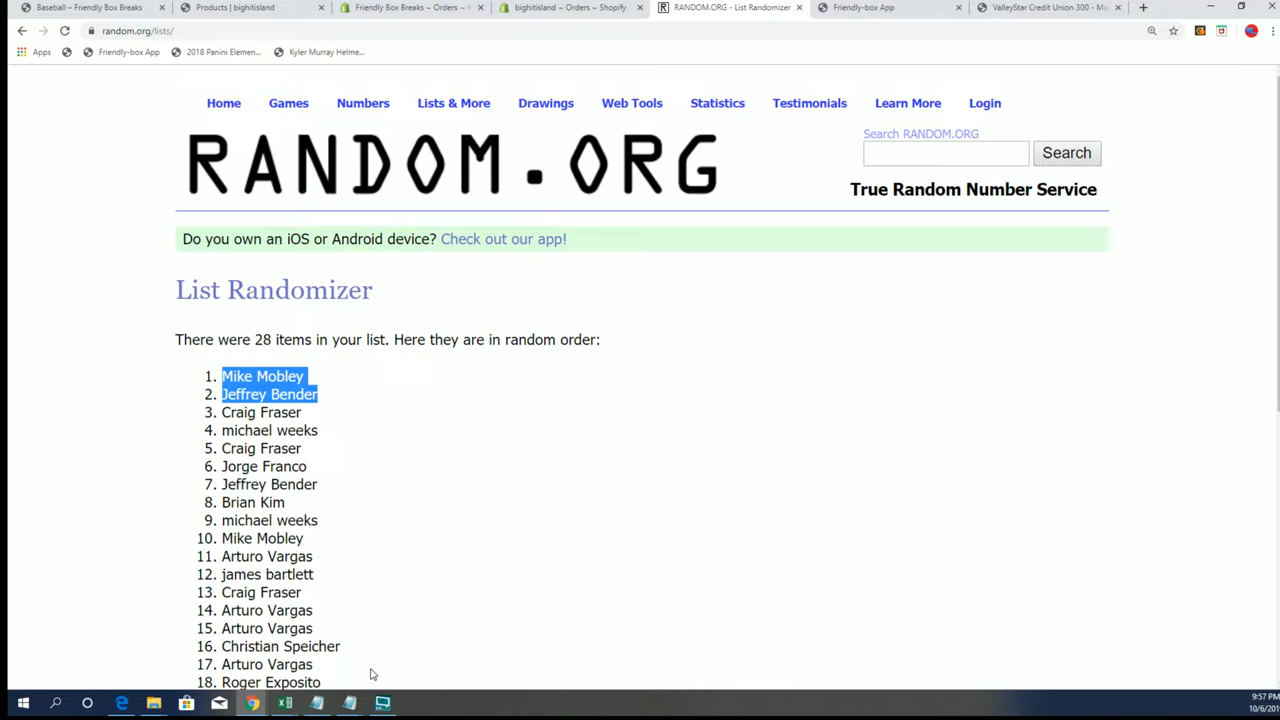 Baseball – Friendly Box Breaks
Products | bighitisland
Friendly Box Breaks ~ Orders ~
bighitisland ~ Orders ~ Shopify
RANDOM.ORG - List Randomizer
Friendly-box App
ValleyStar Credit Union 300 - Ma
random.org/lists/
Apps
Friendly-box App
2018 Panini Elemen...
Kyler Murray Helme...
Home
Games
Numbers
Lists & More
Drawings
Web Tools
Statistics
Testimonials
Learn More
Login
RANDOM.ORG
Search RANDOM.ORG
Search
True Random Number Service
Do you own an iOS or Android device? Check out our app!
List Randomizer
There were 28 items in your list. Here they are in random order:
1. Mike Mobley
2. Jeffrey Bender
3. Craig Fraser
4. michael weeks
5. Craig Fraser
6. Jorge Franco
7. Jeffrey Bender
8. Brian Kim
9. michael weeks
10. Mike Mobley
11. Arturo Vargas
12. james bartlett
13. Craig Fraser
14. Arturo Vargas
15. Arturo Vargas
16. Christian Speicher
17. Arturo Vargas
18. Roger Exposito
9:57 PM
10/6/20